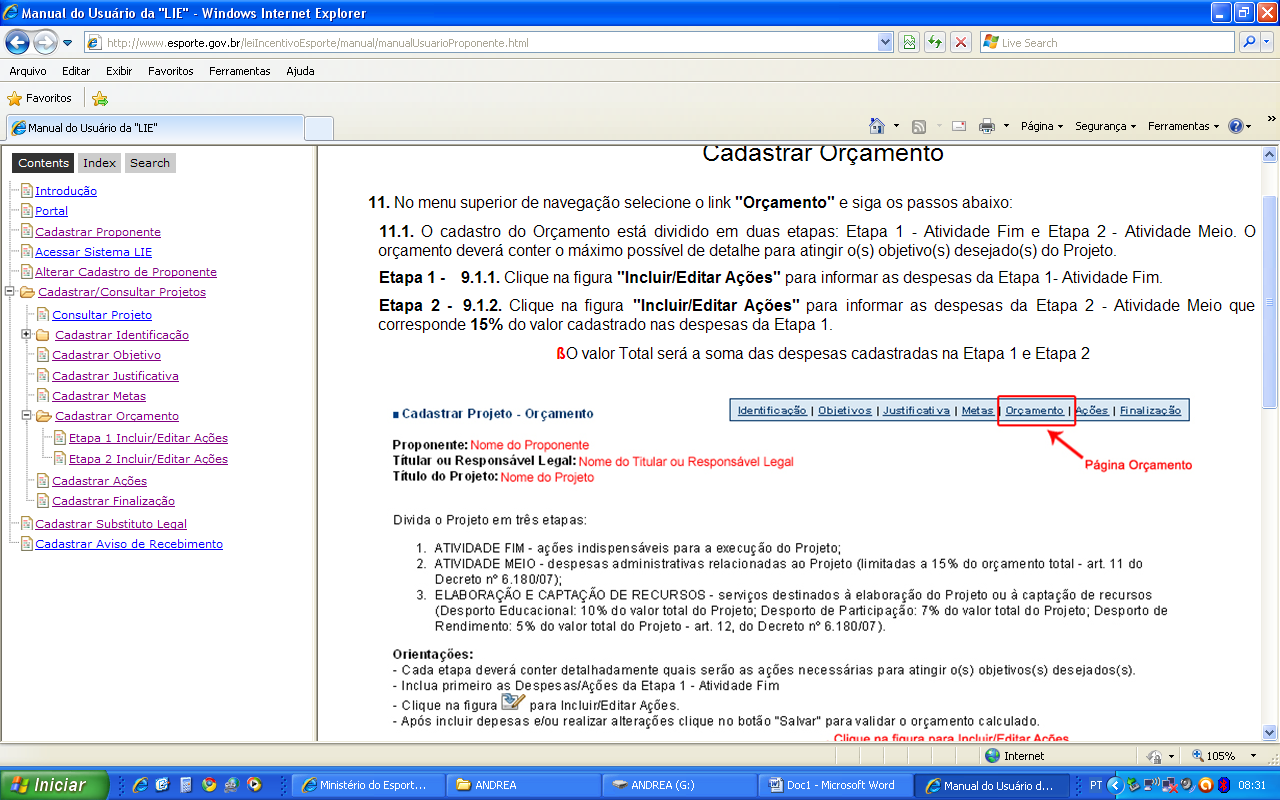 Manual do Usuário da "LIE" - Windows Internet Explorer
http://www.esporte.gov.br/leiIncentivoEsporte/manual/manualUsuarioProponente.html
Live Search
Arquivo Editar Exibir Favoritos Ferramentas Ajuda
Favoritos
Manual do Usuário da "LIE"
Página Segurança Ferramentas »
Contents Index Search
Introdução
Portal
Cadastrar Proponente
Acessar Sistema LIE
Alterar Cadastro de Proponente
Cadastrar/Consultar Projetos
Consultar Projeto
Cadastrar Identificação
Cadastrar Objetivo
Cadastrar Justificativa
Cadastrar Metas
Cadastrar Orçamento
Etapa 1 Incluir/Editar Ações
Etapa 2 Incluir/Editar Ações
Cadastrar Ações
Cadastrar Finalização
Cadastrar Substituto Legal
Cadastrar Aviso de Recebimento
Cadastrar Orçamento
11. No menu superior de navegação selecione o link "Orçamento" e siga os passos abaixo:
11.1. O cadastro do Orçamento está dividido em duas etapas: Etapa 1 - Atividade Fim e Etapa 2 - Atividade Meio. O
orçamento deverá conter o máximo possível de detalhe para atingir o(s) objetivo(s) desejado(s) do Projeto.
Etapa 1 - 9.1.1. Clique na figura "Incluir/Editar Ações" para informar as despesas da Etapa 1- Atividade Fim.
Etapa 2 - 9.1.2. Clique na figura "Incluir/Editar Ações" para informar as despesas da Etapa 2 - Atividade Meio que
corresponde 15% do valor cadastrado nas despesas da Etapa 1.
ßO valor Total será a soma das despesas cadastradas na Etapa 1 e Etapa 2
Cadastrar Projeto - Orçamento
Identificação | Objetivos | Justificativa | Metas | Orçamento | Ações | Finalização
Página Orçamento
Proponente: Nome do Proponente
Títular ou Responsável Legal: Nome do Titular ou Responsável Legal
Título do Projeto: Nome do Projeto
Divida o Projeto em três etapas:
1. ATIVIDADE FIM - ações indispensáveis para a execução do Projeto;
2. ATIVIDADE MEIO - despesas administrativas relacionadas ao Projeto (limitadas a 15% do orçamento total - art. 11 do
Decreto nº 6.180/07);
3. ELABORAÇÃO E CAPTAÇÃO DE RECURSOS - serviços destinados à elaboração do Projeto ou à captação de recursos
(Desporto Educacional: 10% do valor total do Projeto; Desporto de Participação: 7% do valor total do Projeto; Desporto de
Rendimento: 5% do valor total do Projeto - art. 12, do Decreto nº 6.180/07).
Orientações:
- Cada etapa deverá conter detalhadamente quais serão as ações necessárias para atingir o(s) objetivos(s) desejados(s).
- Inclua primeiro as Despesas/Ações da Etapa 1 - Atividade Fim
- Clique na figura para Incluir/Editar Ações.
- Após incluir depesas e/ou realizar alterações clique no botão "Salvar" para validar o orçamento calculado.
Clique na figura para Incluir/Editar Ações
Internet
105%
Iniciar
Ministério do Esport...
ANDREA
ANDREA (G:)
Doc1 - Microsoft Word
Manual do Usuário d...
PT
08:31